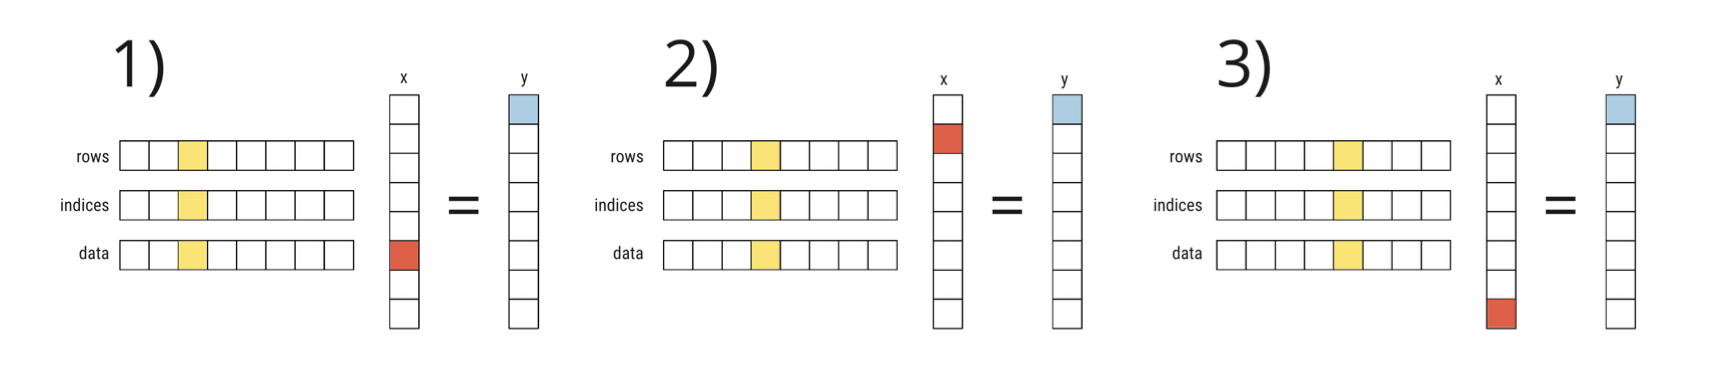 1)
x
y
rows
indices
data
=
2)
x
y
rows
indices
data
=
3)
x
y
rows
indices
data
=